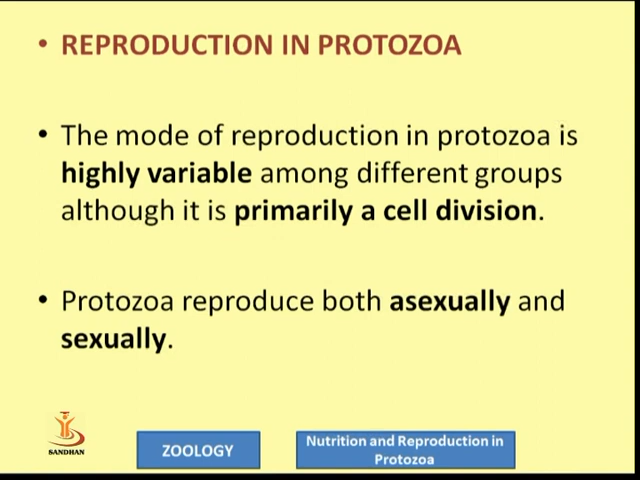 • REPRODUCTION IN PROTOZOA
• The mode of reproduction in protozoa is
highly variable among different groups
although it is primarily a cell division.
• Protozoa reproduce both asexually and
sexually.
SANDHAN
ZOOLOGY
Nutrition and Reproduction in
Protozoa